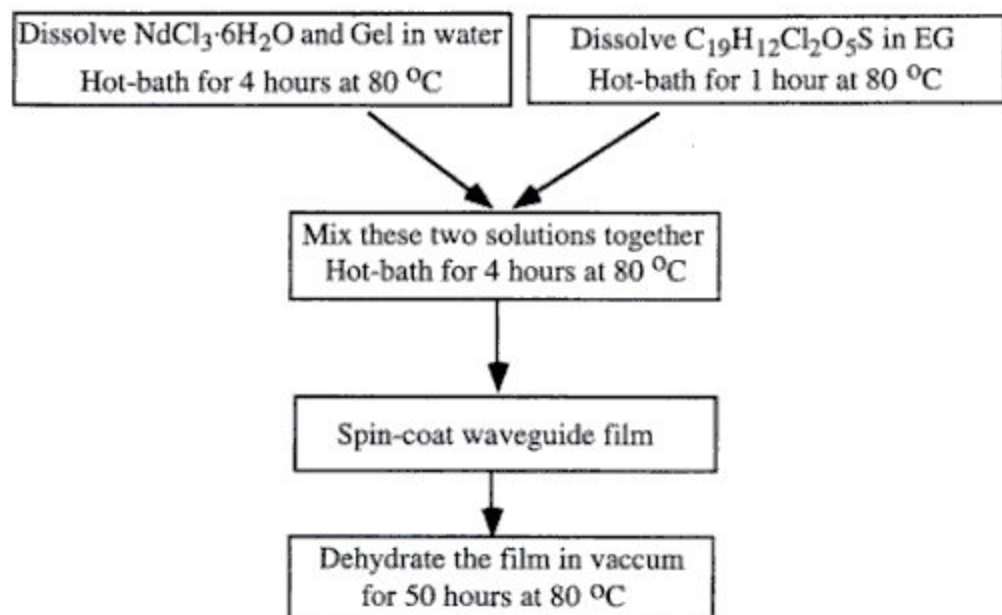 Dissolve NdCl₃·6H₂O and Gel in water
Hot-bath for 4 hours at 80 °C
Dissolve C₁₉H₁₂Cl₂O₅S in EG
Hot-bath for 1 hour at 80 °C
Mix these two solutions together
Hot-bath for 4 hours at 80 °C
Spin-coat waveguide film
Dehydrate the film in vaccum
for 50 hours at 80 °C